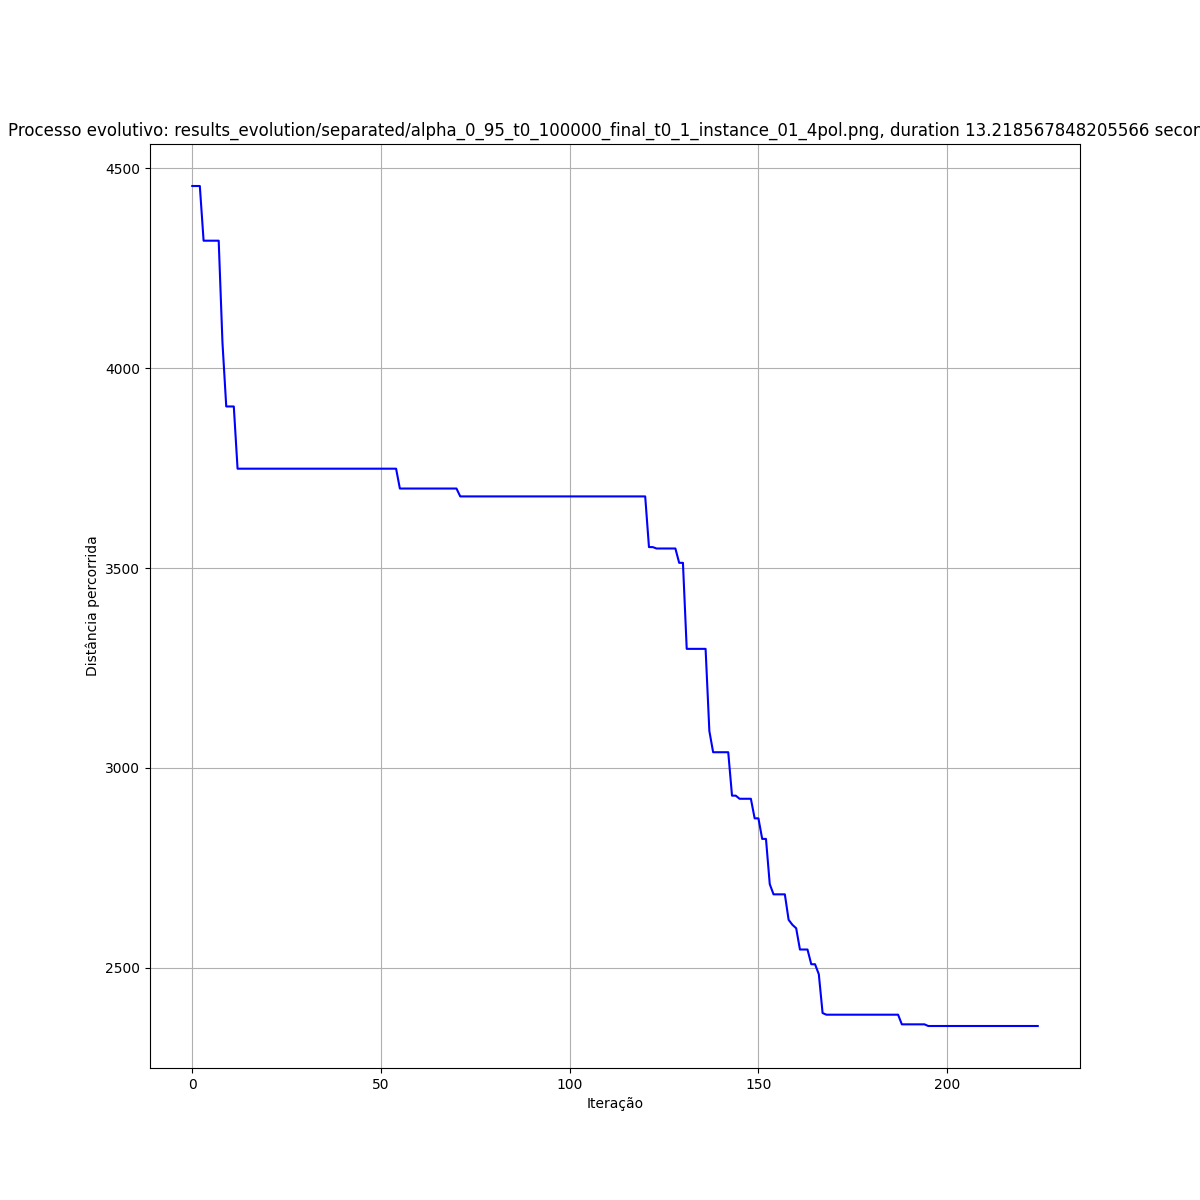 Processo evolutivo: results_evolution/separated/alpha_0_95_t0_100000_final_t0_1_instance_01_4pol.png, duration 13.218567848205566
4500
4000
3500
3000
2500
Distância percorrida
0 50 100 150 200
Iteração